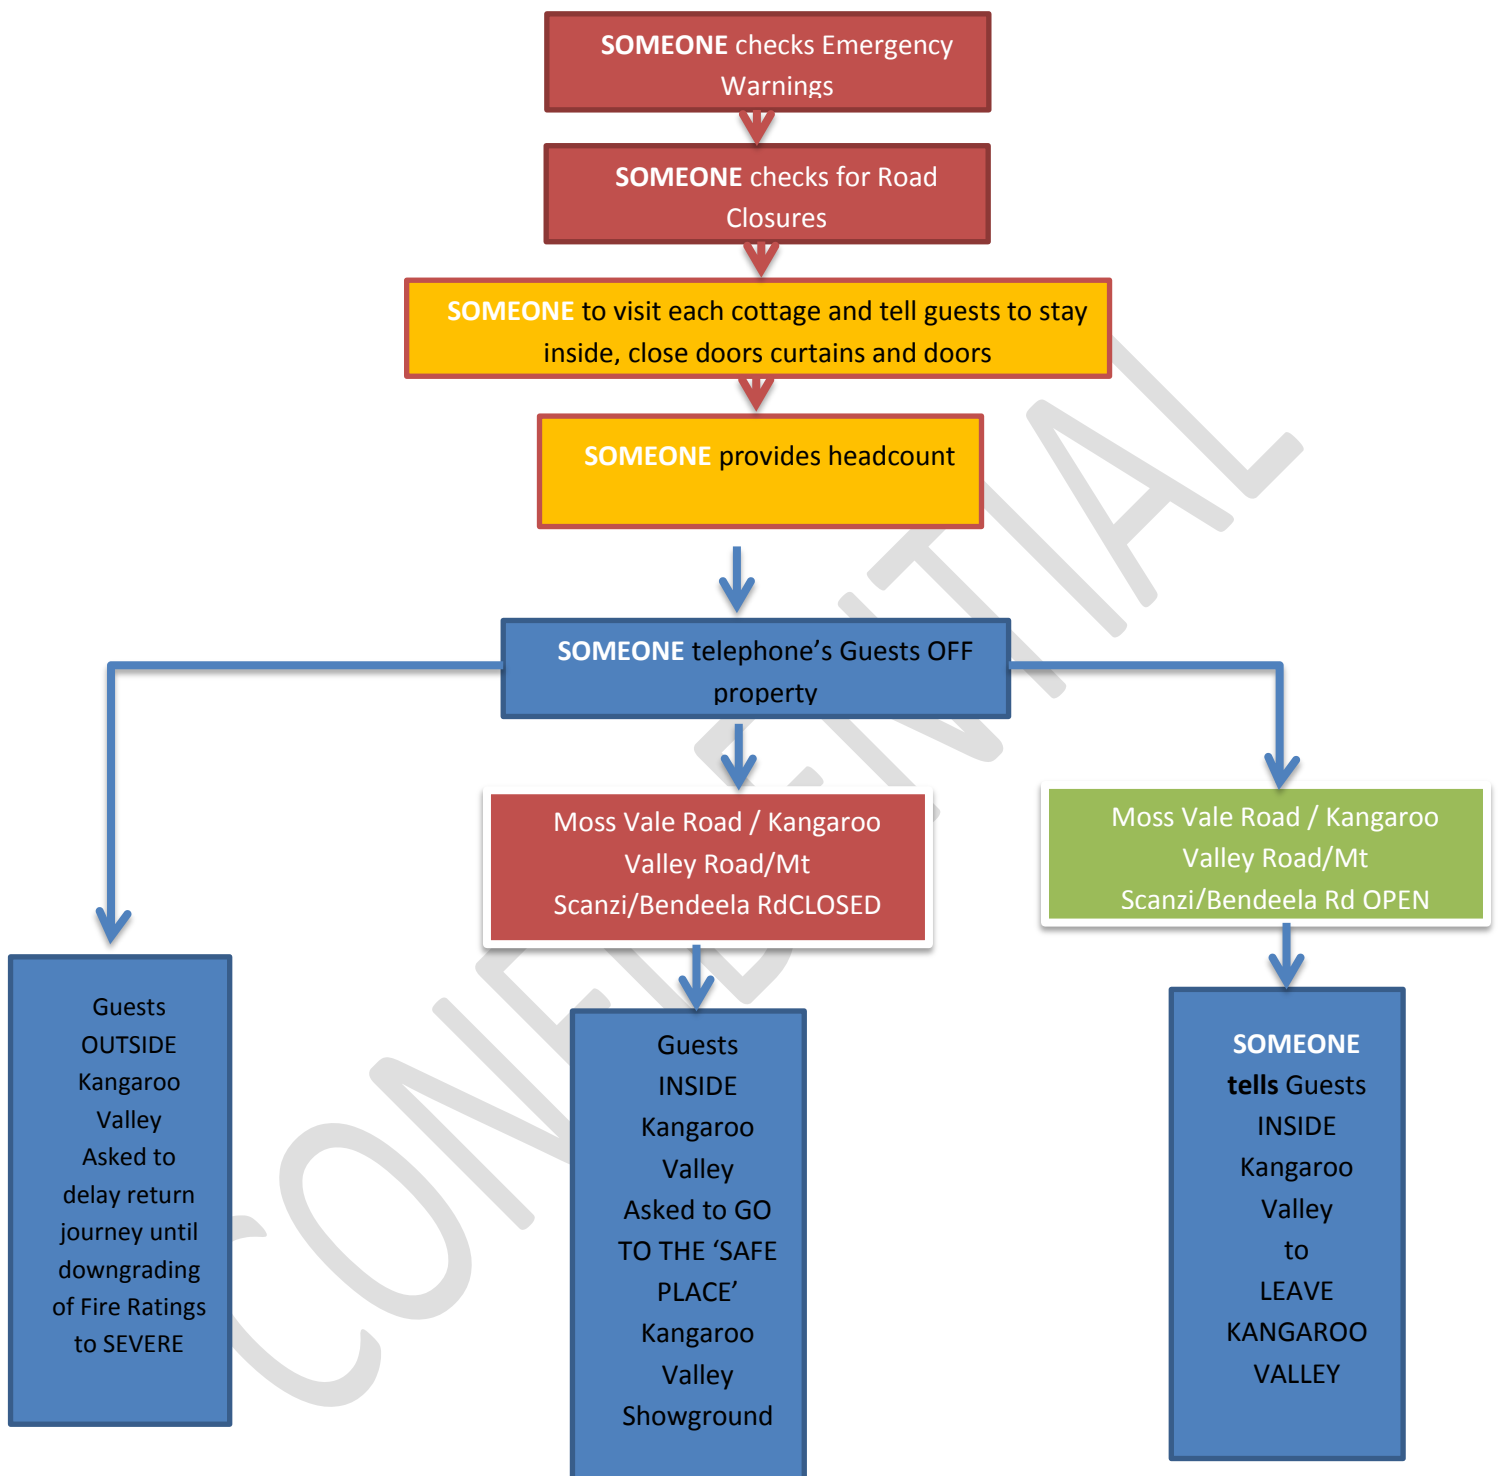 SOMEONE checks Emergency
Warnings
SOMEONE checks for Road
Closures
SOMEONE to visit each cottage and tell guests to stay
inside, close doors curtains and doors
SOMEONE provides headcount
SOMEONE telephone’s Guests OFF
property
Moss Vale Road / Kangaroo
Valley Road/Mt
Scanzi/Bendeela RdCLOSED
Moss Vale Road / Kangaroo
Valley Road/Mt
Scanzi/Bendeela Rd OPEN
Guests
OUTSIDE
Kangaroo
Valley
Asked to
delay return
journey until
downgrading
of Fire Ratings
to SEVERE
Guests
INSIDE
Kangaroo
Valley
Asked to GO
TO THE ‘SAFE
PLACE’
Kangaroo
Valley
Showground
SOMEONE
tells Guests
INSIDE
Kangaroo
Valley
to
LEAVE
KANGAROO
VALLEY
CONFIDENTIAL